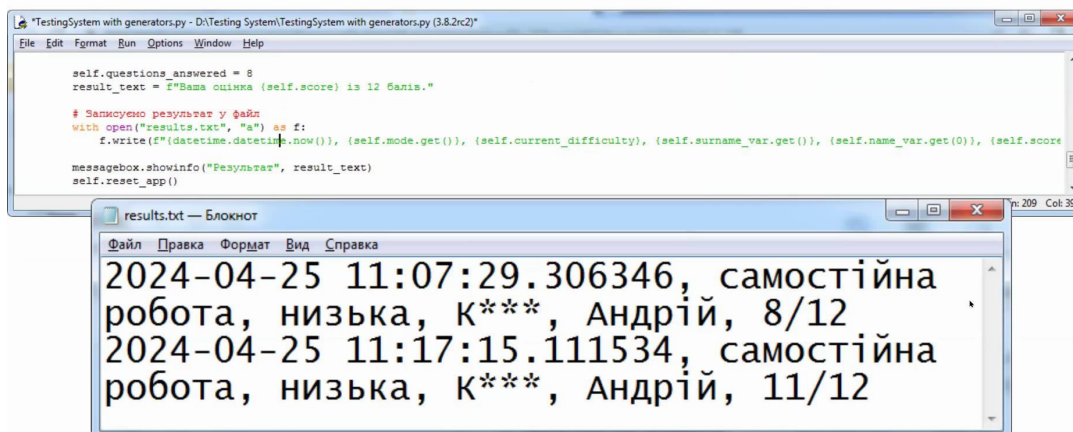 *TestingSystem with generators.py - D:\Testing System\TestingSystem with generators.py (3.8.2rc2)*
File Edit Format Run Options Window Help
self.questions_answered = 8
result_text = f"Ваша оцінка {self.score} із 12 балів."
# Записуємо результат у файл
with open("results.txt", "a") as f:
f.write(f"{datetime.datetime.now()}, {self.mode.get()}, {self.current_difficulty}, {self.surname_var.get()}, {self.name_var.get(0)}, {self.score
messagebox.showinfo("Результат", result_text)
self.reset_app()
n: 209 Col: 39
results.txt — Блокнот
Файл Правка Формат Вид Справка
2024-04-25 11:07:29.306346, самостійна
робота, низька, К***, Андрій, 8/12
2024-04-25 11:17:15.111534, самостійна
робота, низька, К***, Андрій, 11/12